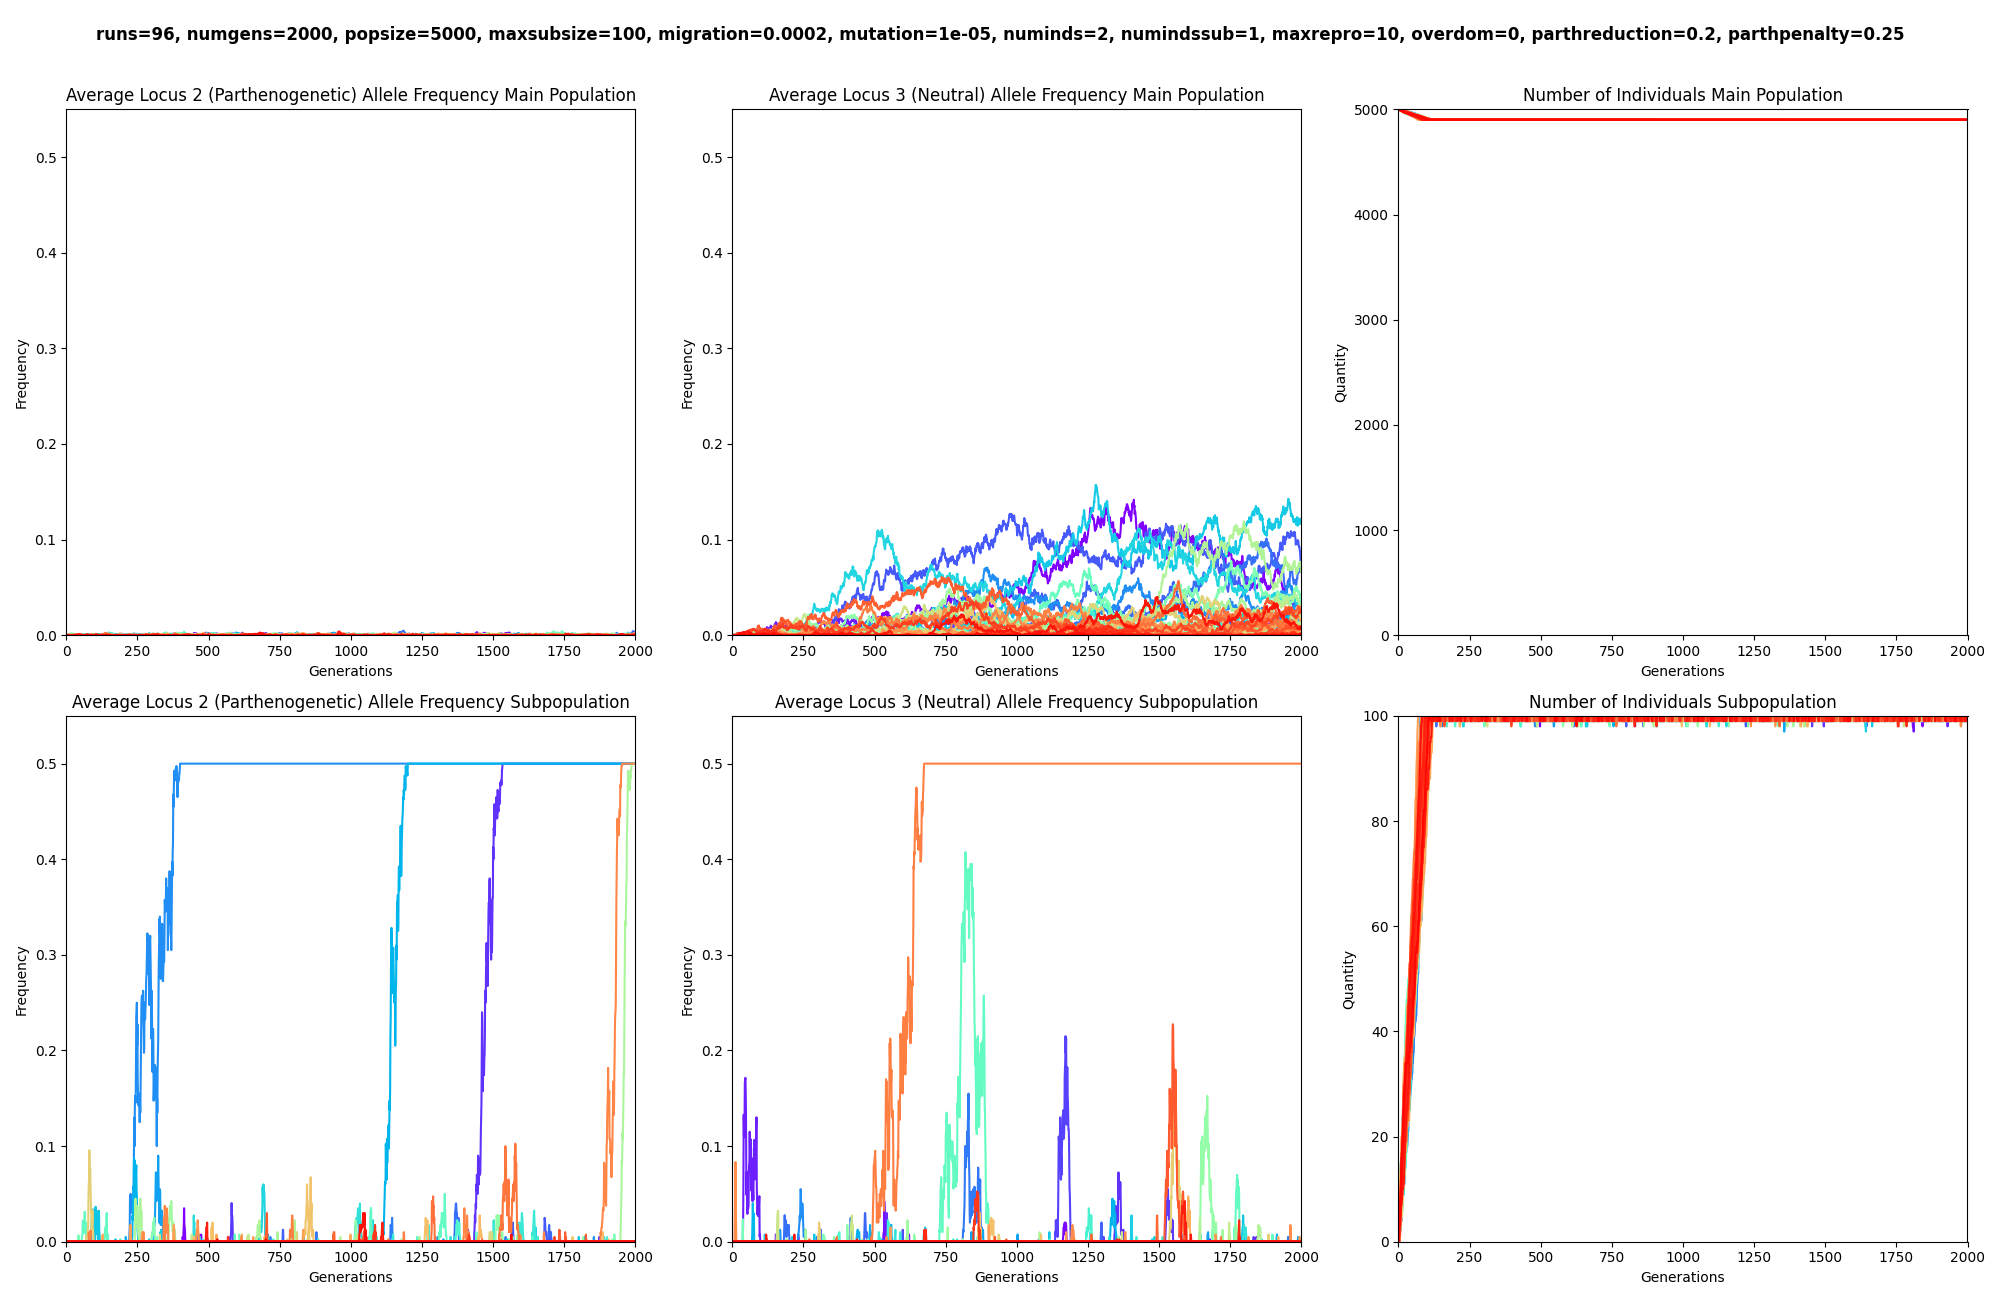 runs=96, numgens=2000, popsize=5000, maxsubsize=100, migration=0.0002, mutation=1e-05, numinds=2, numindssub=1, maxrepro=10, overdom=0, parthreduction=0.2, parthpenalty=0.25
Average Locus 2 (Parthenogenetic) Allele Frequency Main Population
0.5
0.4
0.3
0.2
0.1
0.0
Frequency
0 250 500 750 1000 1250 1500 1750 2000
Generations
Average Locus 3 (Neutral) Allele Frequency Main Population
0.5
0.4
0.3
0.2
0.1
0.0
Frequency
0 250 500 750 1000 1250 1500 1750 2000
Generations
Number of Individuals Main Population
5000
4000
3000
2000
1000
0
Quantity
0 250 500 750 1000 1250 1500 1750 2000
Generations
Average Locus 2 (Parthenogenetic) Allele Frequency Subpopulation
0.5
0.4
0.3
0.2
0.1
0.0
Frequency
0 250 500 750 1000 1250 1500 1750 2000
Generations
Average Locus 3 (Neutral) Allele Frequency Subpopulation
0.5
0.4
0.3
0.2
0.1
0.0
Frequency
0 250 500 750 1000 1250 1500 1750 2000
Generations
Number of Individuals Subpopulation
100
80
60
40
20
0
Quantity
0 250 500 750 1000 1250 1500 1750 2000
Generations